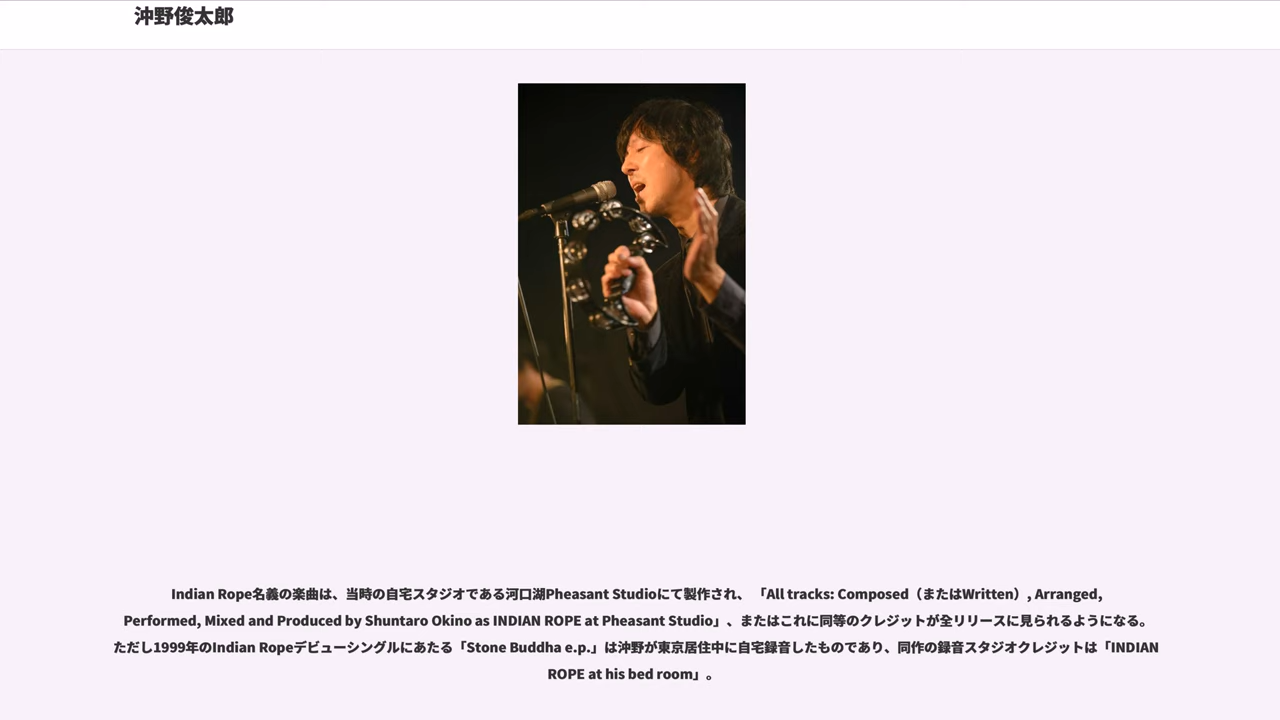 沖野俊太郎
Indian Rope名義の楽曲は、当時の自宅スタジオである河口湖Pheasant Studioにて製作され、 「All tracks: Composed（またはWritten）, Arranged,
Performed, Mixed and Produced by Shuntaro Okino as INDIAN ROPE at Pheasant Studio」、またはこれに同等のクレジットが全リリースに見られるようになる。
ただし1999年のIndian Ropeデビューシングルにあたる「Stone Buddha e.p.」は沖野が東京居住中に自宅録音したものであり、同作の録音スタジオクレジットは「INDIAN
ROPE at his bed room」。